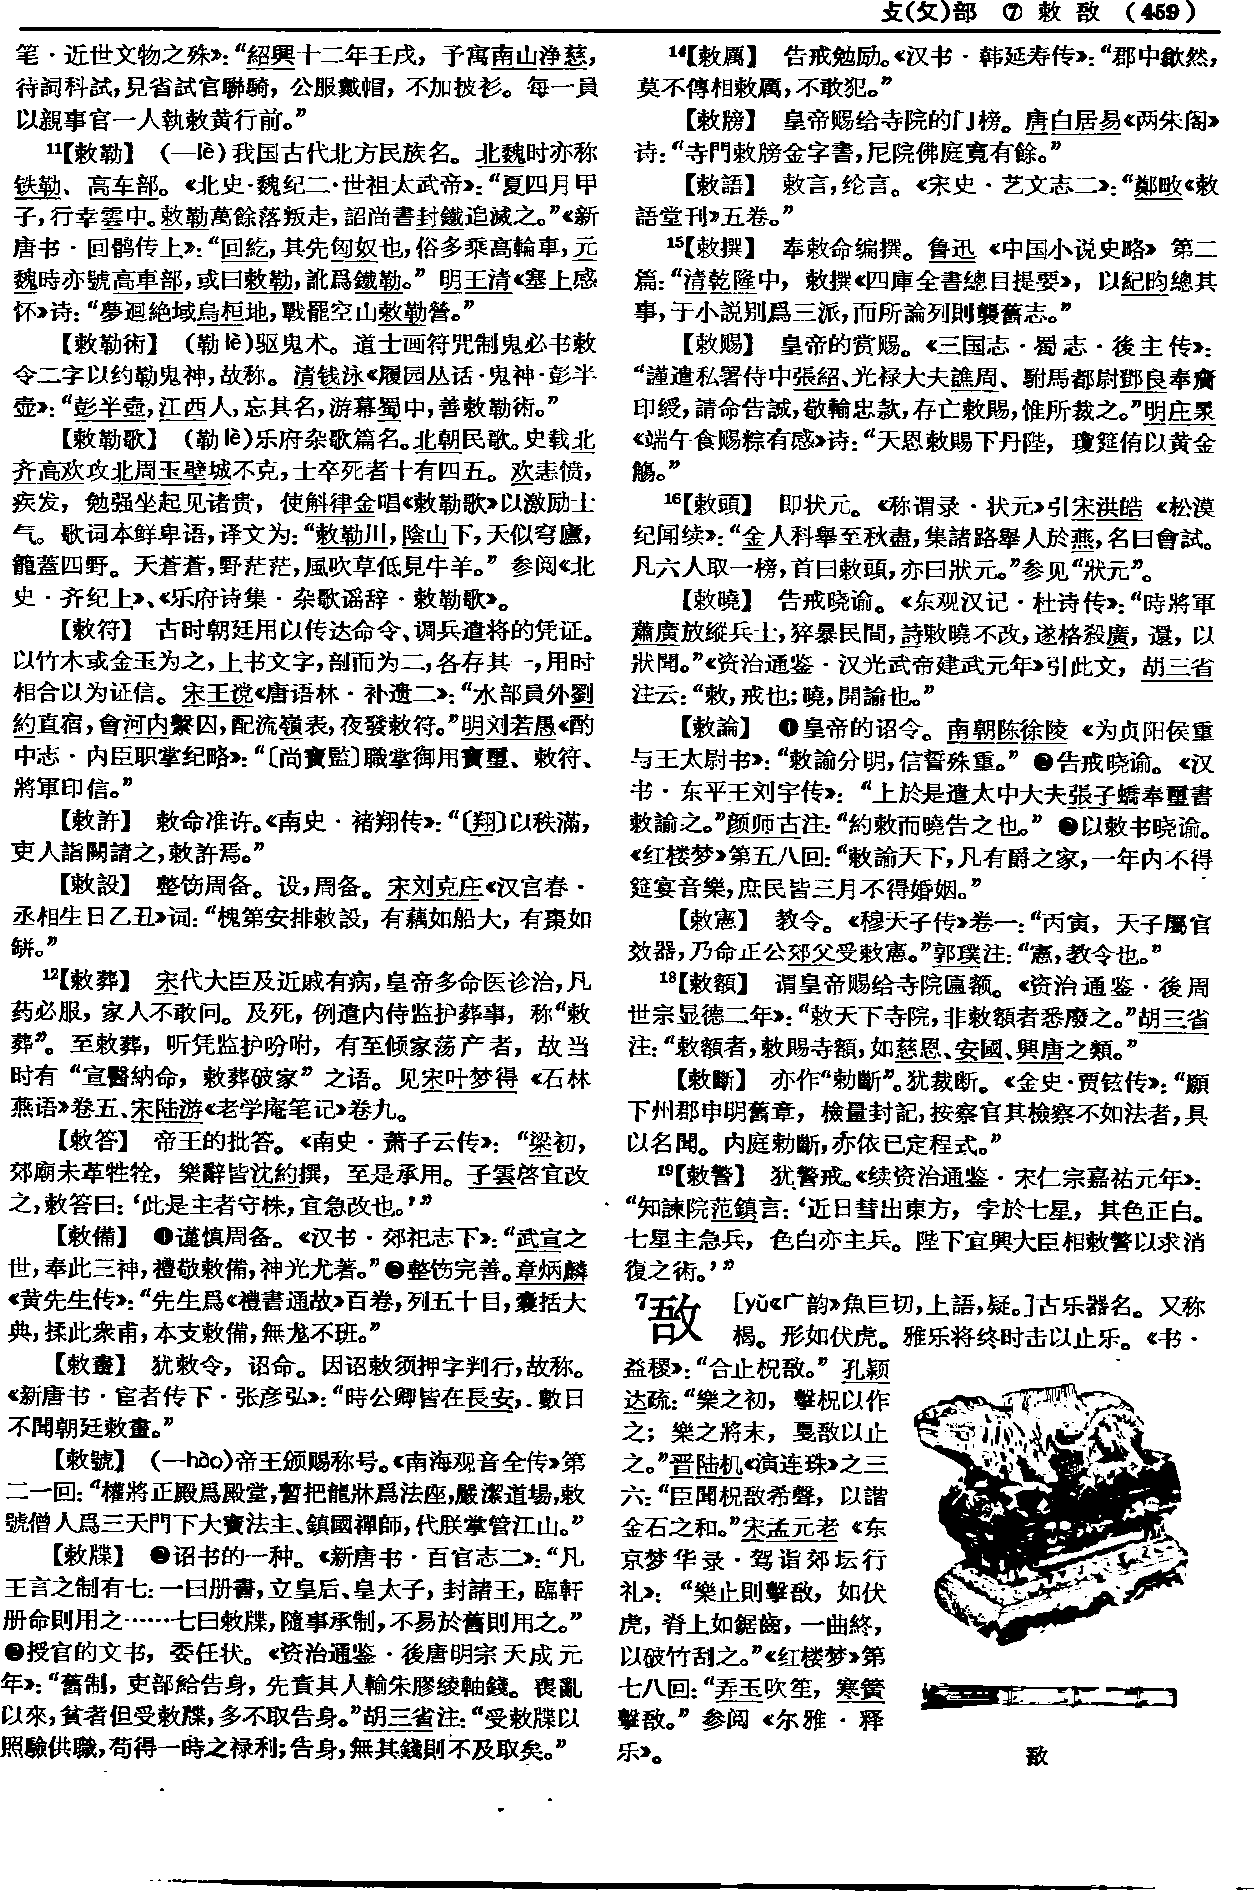 攴(攵)部 ⑦ 敕 敔 (459)
笔·近世文物之殊》：“紹興十二年壬戌，予寓南山浄慈，
待詞科試，見省試官聯騎，公服戴帽，不加披衫。每一員
以親事官一人執敕黄行前。”
11【敕勒】 (—lè)我国古代北方民族名。北魏时亦称
铁勒、高车部。《北史·魏纪二·世祖太武帝》：“夏四月甲
子，行幸雲中。敕勒萬餘落叛走，詔尚書封鐵追滅之。”《新
唐书·回鹘传上》：“回紇，其先匈奴也，俗多乘高輪車，元
魏時亦號高車部，或曰敕勒，訛爲鐵勒。” 明王清《塞上感
怀》诗：“夢迴絶域烏桓地，戰罷空山敕勒營。”
【敕勒術】 (勒lè)驱鬼术。道士画符咒制鬼必书敕
令二字以约勒鬼神，故称。清钱泳《履园丛话·鬼神·彭半
壶》：“彭半壺，江西人，忘其名，游幕蜀中，善敕勒術。”
【敕勒歌】 (勒lè)乐府杂歌篇名。北朝民歌。史载北
齐高欢攻北周玉壁城不克，士卒死者十有四五。欢恚愤，
疾发，勉强坐起见诸贵，使斛律金唱《敕勒歌》以激励士
气。歌词本鲜卑语，译文为：“敕勒川，陰山下，天似穹廬，
籠蓋四野。天蒼蒼，野茫茫，風吹草低見牛羊。” 参阅《北
史·齐纪上》、《乐府诗集·杂歌谣辞·敕勒歌》。
【敕符】 古时朝廷用以传达命令、调兵遣将的凭证。
以竹木或金玉为之，上书文字，剖而为二，各存其一，用时
相合以为证信。宋王谠《唐语林·补遗二》：“水部員外劉
約直宿，會河内繫囚，配流嶺表，夜發敕符。”明刘若愚《酌
中志·内臣职掌纪略》：“〔尚寶監〕職掌御用寶璽、敕符、
將軍印信。”
【敕許】 敕命准许。《南史·褚翔传》：“〔翔〕以秩滿，
吏人詣闕請之，敕許焉。”
【敕設】 整饬周备。设，周备。宋刘克庄《汉宫春·
丞相生日乙丑》词：“槐第安排敕設，有藕如船大，有棗如
缾。”
12【敕葬】 宋代大臣及近戚有病，皇帝多命医诊治，凡
药必服，家人不敢问。及死，例遣内侍监护葬事，称“敕
葬”。至敕葬，听凭监护吩咐，有至倾家荡产者，故当
时有“宣醫納命，敕葬破家”之语。见宋叶梦得《石林
燕语》卷五、宋陆游《老学庵笔记》卷九。
【敕答】 帝王的批答。《南史·萧子云传》：“梁初，
郊廟未革牲牷，樂辭皆沈約撰，至是承用。子雲啓宜改
之，敕答曰：‘此是主者守株，宜急改也。’”
【敕備】 ❶谨慎周备。《汉书·郊祀志下》：“武宣之
世，奉此三神，禮敬敕備，神光尤著。”❷整饬完善。章炳麟
《黄先生传》：“先生爲《禮書通故》百卷，列五十目，囊括大
典，揉此衆甫，本支敕備，無尨不班。”
【敕畫】 犹敕令，诏命。因诏敕须押字判行，故称。
《新唐书·宦者传下·张彦弘》：“時公卿皆在長安，數日
不聞朝廷敕畫。”
【敕號】 (—hào)帝王颁赐称号。《南海观音全传》第
二一回：“權將正殿爲殿堂，暫把龍牀爲法座，嚴潔道場，敕
號僧人爲三天門下大寶法主、鎮國禪師，代朕掌管江山。”
【敕牒】 ❶诏书的一种。《新唐书·百官志二》：“凡
王言之制有七：一曰册書，立皇后、皇太子，封諸王，臨軒
册命則用之……七曰敕牒，隨事承制，不易於舊則用之。”
❷授官的文书，委任状。《资治通鉴·後唐明宗天成元
年》：“舊制，吏部給告身，先責其人輸朱膠綾軸錢。喪亂
以來，貧者但受敕牒，多不取告身。”胡三省注：“受敕牒以
照驗供職，苟得一時之禄利；告身，無其錢則不及取矣。”
14【敕厲】 告戒勉励。《汉书·韩延寿传》：“郡中歙然，
莫不傳相敕厲，不敢犯。”
【敕牓】 皇帝赐给寺院的门榜。唐白居易《两朱阁》
诗：“寺門敕牓金字書，尼院佛庭寬有餘。”
【敕語】 敕言，纶言。《宋史·艺文志二》：“鄭畋《敕
語堂刊》五卷。”
15【敕撰】 奉敕命编撰。鲁迅《中国小说史略》第二
篇：“清乾隆中，敕撰《四庫全書總目提要》，以紀昀總其
事，于小說别爲三派，而所論列則襲舊志。”
【敕赐】 皇帝的赏赐。《三国志·蜀志·後主传》：
“謹遣私署侍中張紹、光禄大夫譙周、駙馬都尉鄧良奉齎
印綬，請命告誠，敬輸忠款，存亡敕賜，惟所裁之。”明庄㫤
《端午食赐粽有感》诗：“天恩敕賜下丹陛，瓊筵侑以黄金
觴。”
16【敕頭】 即状元。《称谓录·状元》引宋洪皓《松漠
纪闻续》：“金人科舉至秋盡，集諸路舉人於燕，名曰會試。
凡六人取一榜，首曰敕頭，亦曰狀元。”参见“狀元”。
【敕曉】 告戒晓谕。《东观汉记·杜诗传》：“時將軍
蕭廣放縱兵士，猝暴民間，詩敕曉不改，遂格殺廣，還，以
狀聞。”《资治通鉴·汉光武帝建武元年》引此文，胡三省
注云：“敕，戒也；曉，開諭也。”
【敕論】 ❶皇帝的诏令。南朝陈徐陵《为贞阳侯重
与王太尉书》：“敕諭分明，信誓殊重。” ❷告戒晓谕。《汉
书·东平王刘宇传》：“上於是遣太中大夫張子蟜奉璽書
敕諭之。”颜师古注：“約敕而曉告之也。” ❸以敕书晓谕。
《红楼梦》第五八回：“敕諭天下，凡有爵之家，一年内不得
筵宴音樂，庶民皆三月不得婚姻。”
【敕憲】 教令。《穆天子传》卷一：“丙寅，天子屬官
效器，乃命正公郊父受敕憲。”郭璞注：“憲，教令也。”
18【敕額】 谓皇帝赐给寺院匾额。《资治通鉴·後周
世宗显德二年》：“敕天下寺院，非敕額者悉廢之。”胡三省
注：“敕額者，敕賜寺額，如慈恩、安國、興唐之類。”
【敕斷】 亦作“勅斷”。犹裁断。《金史·贾铉传》：“願
下州郡申明舊章，檢量封記，按察官其檢察不如法者，具
以名聞。内庭勅斷，亦依已定程式。”
19【敕警】 犹警戒。《续资治通鉴·宋仁宗嘉祐元年》：
“知諫院范鎮言：‘近日彗出東方，孛於七星，其色正白。
七星主急兵，色白亦主兵。陛下宜與大臣相敕警以求消
復之術。’”
7敔 [yǔ《广韵》魚巨切，上語，疑。]古乐器名。又称
楬。形如伏虎。雅乐将终时击以止乐。《书·
益稷》：“合止柷敔。” 孔颖
达疏：“樂之初，擊柷以作
之；樂之將末，戛敔以止
之。”晋陆机《演连珠》之三
六：“臣聞柷敔希聲，以諧
金石之和。”宋孟元老《东
京梦华录·驾诣郊坛行
礼》：“樂止則擊敔，如伏
虎，脊上如鋸齒，一曲終，
以破竹刮之。”《红楼梦》第
七八回：“弄玉吹笙，寒簧
擊敔。” 参阅《尔雅·释
乐》。
敔